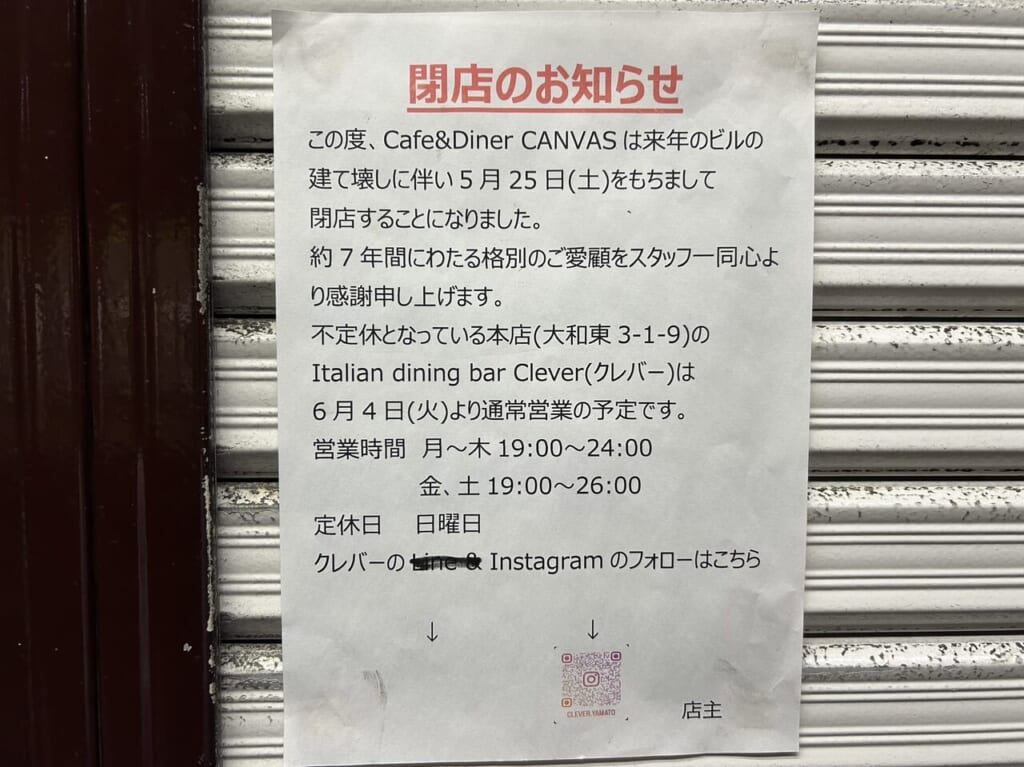 閉店のお知らせ
この度、Cafe&Diner CANVASは来年のビルの
建て壊しに伴い5月25日(土)をもちまして
閉店することになりました。
約7年間にわたる格別のご愛顧をスタッフ一同心よ
り感謝申し上げます。
不定休となっている本店(大和東3-1-9)の
Italian dining bar Clever(クレバー)は
6月4日(火)より通常営業の予定です。
営業時間 月～木 19:00～24:00
金、土 19:00～26:00
定休日 日曜日
クレバーの Line & Instagram のフォローはこちら
↓ ↓
CLEVER.YAMATO
店主